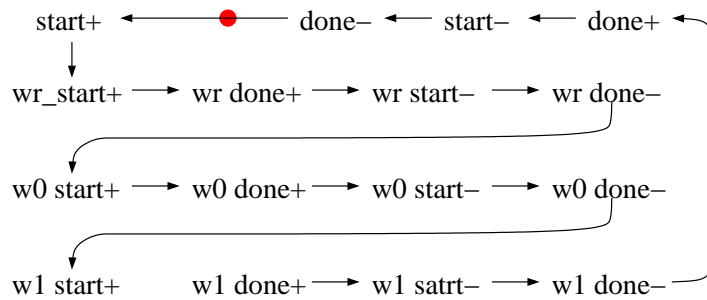 start+ done− start− done+
wr_start+ wr done+ wr start− wr done−
w0 start+ w0 done+ w0 start− w0 done−
w1 start+ w1 done+ w1 satrt− w1 done−